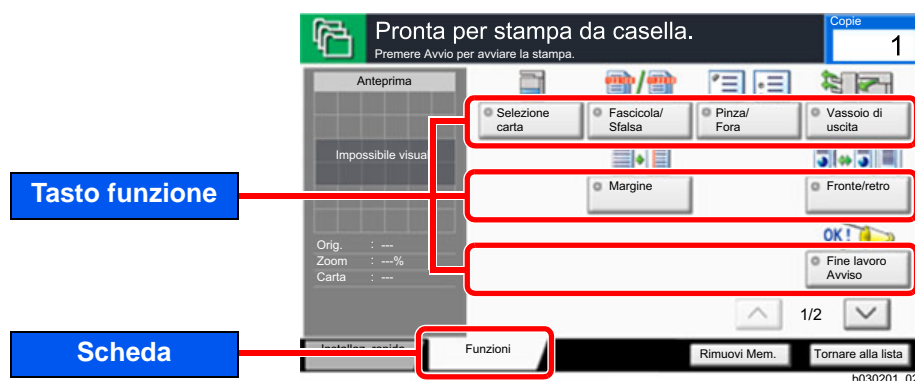 Pronta per stampa da casella.
Premere Avvio per avviare la stampa.
Copie
1
Anteprima
Impossibile visual
Orig. : ---
Zoom : ---%
Carta : ---
Selezione carta
Fascicola/ Sfalsa
Pinza/ Fora
Vassoio di uscita
Margine
Fronte/retro
OK!
Fine lavoro Avviso
1/2
Tasto funzione
Scheda
Funzioni
Rimuovi Mem.
Tornare alla lista
b030201_02